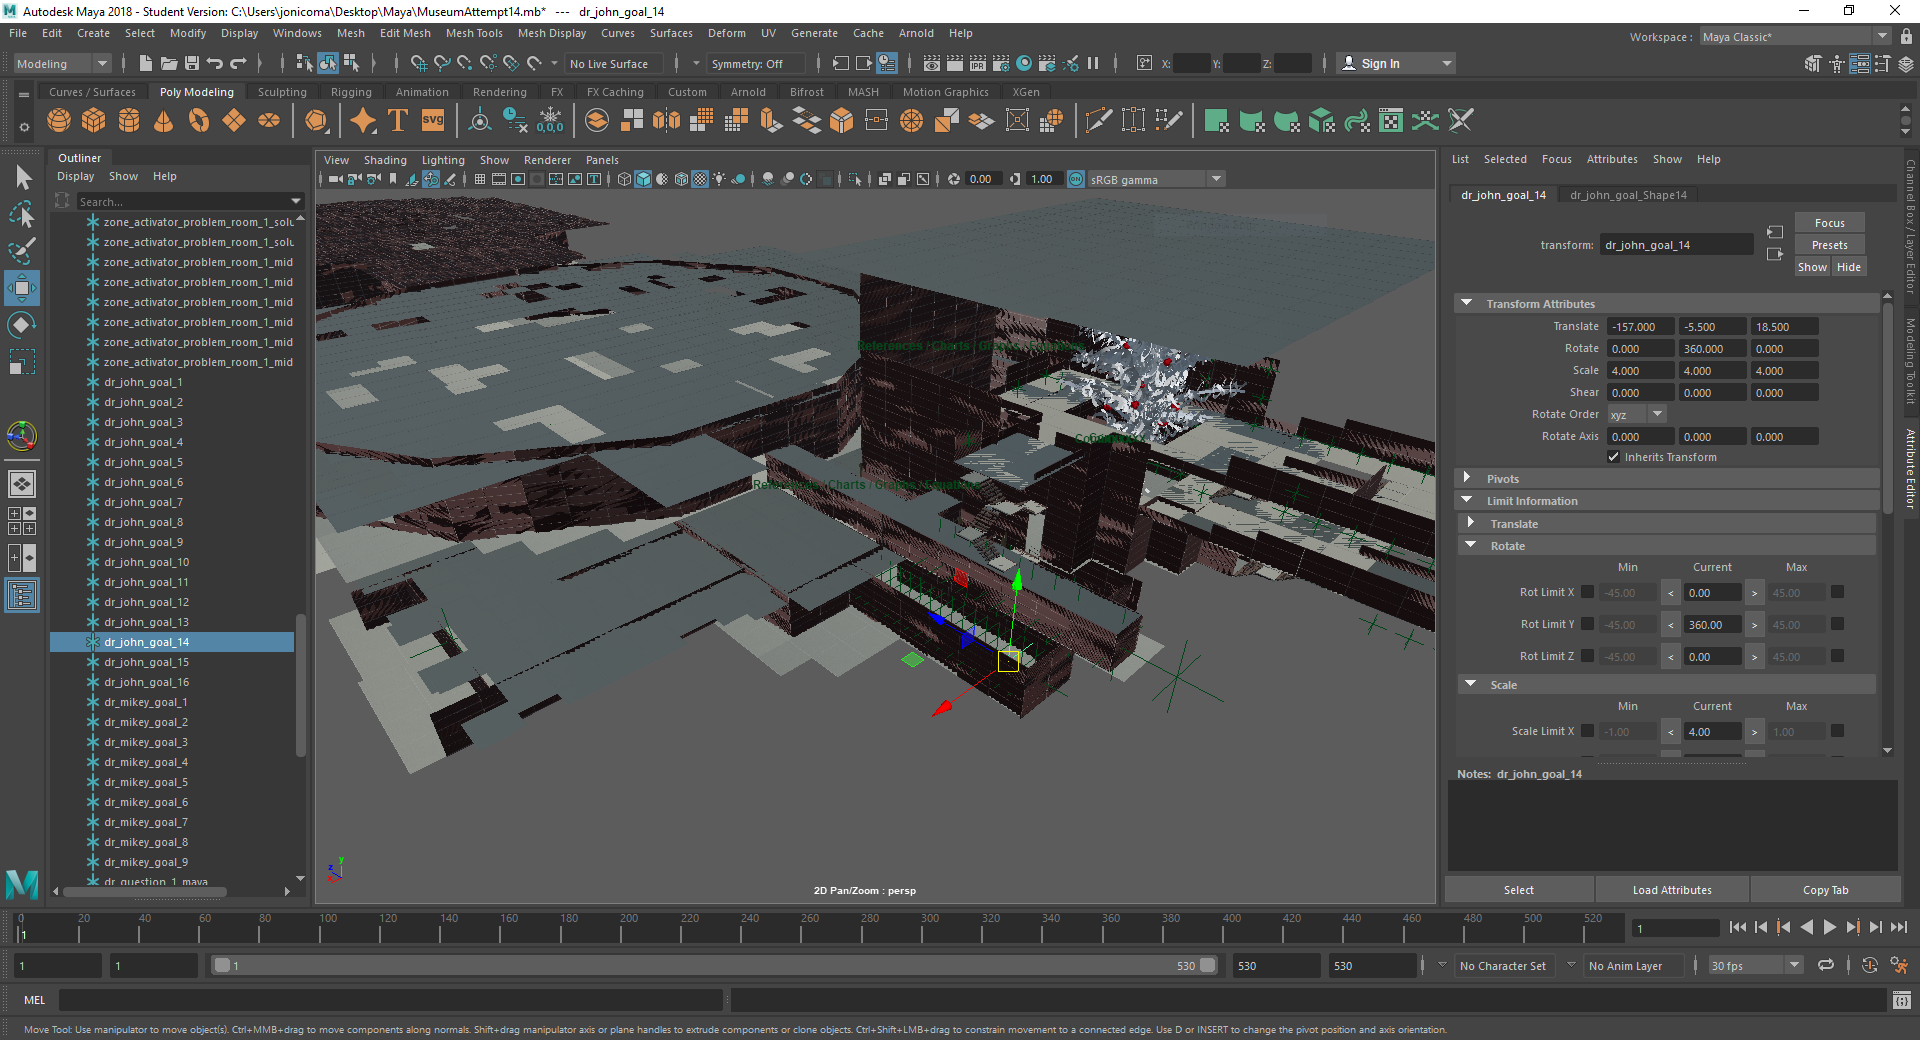 Autodesk Maya 2018 - Student Version: C:\Users\jonicoma\Desktop\Maya\MuseumAttempt14.mb*   ---   dr_john_goal_14
File Edit Create Select Modify Display Windows Mesh Edit Mesh Mesh Tools Mesh Display Curves Surfaces Deform UV Generate Cache Arnold Help
Workspace : Maya Classic*
Modeling No Live Surface Symmetry: Off X: Y: Z: Sign In
Curves / Surfaces Poly Modeling Sculpting Rigging Animation Rendering FX FX Caching Custom Arnold Bifrost MASH Motion Graphics XGen
T svg 0,0,0
IPR
Outliner
Display Show Help
Search...
zone_activator_problem_room_1_solu
zone_activator_problem_room_1_solu
zone_activator_problem_room_1_mid
zone_activator_problem_room_1_mid
zone_activator_problem_room_1_mid
zone_activator_problem_room_1_mid
zone_activator_problem_room_1_mid
zone_activator_problem_room_1_mid
dr_john_goal_1
dr_john_goal_2
dr_john_goal_3
dr_john_goal_4
dr_john_goal_5
dr_john_goal_6
dr_john_goal_7
dr_john_goal_8
dr_john_goal_9
dr_john_goal_10
dr_john_goal_11
dr_john_goal_12
dr_john_goal_13
dr_john_goal_14
dr_john_goal_15
dr_john_goal_16
dr_mikey_goal_1
dr_mikey_goal_2
dr_mikey_goal_3
dr_mikey_goal_4
dr_mikey_goal_5
dr_mikey_goal_6
dr_mikey_goal_7
dr_mikey_goal_8
dr_mikey_goal_9
dr_question_1_maya
View Shading Lighting Show Renderer Panels
0.00 1.00 sRGB gamma
References / Charts / Graphs / Equations
References / Charts / Graphs / Equations
y
z
x
2D Pan/Zoom : persp
List Selected Focus Attributes Show Help
dr_john_goal_14 dr_john_goal_Shape14
transform: dr_john_goal_14
Focus
Presets
Show Hide
Transform Attributes
Translate -157.000 -5.500 18.500
Rotate 0.000 360.000 0.000
Scale 4.000 4.000 4.000
Shear 0.000 0.000 0.000
Rotate Order xyz
Rotate Axis 0.000 0.000 0.000
Inherits Transform
Pivots
Limit Information
Translate
Rotate
Min Current Max
Rot Limit X -45.00 < 0.00 > 45.00
Rot Limit Y -45.00 < 360.00 > 45.00
Rot Limit Z -45.00 < 0.00 > 45.00
Scale
Min Current Max
Scale Limit X -1.00 < 4.00 > 1.00
Notes: dr_john_goal_14
Select Load Attributes Copy Tab
Channel Box / Layer Editor
Modeling Toolkit
Attribute Editor
0 20 40 60 80 100 120 140 160 180 200 220 240 260 280 300 320 340 360 380 400 420 440 460 480 500 520
1
1
1 1 1 530 530 530 No Character Set No Anim Layer 30 fps
MEL
Move Tool: Use manipulator to move object(s). Ctrl+MMB+drag to move components along normals. Shift+drag manipulator axis or plane handles to extrude components or clone objects. Ctrl+Shift+LMB+drag to constrain movement to a connected edge. Use D or INSERT to change the pivot position and axis orientation.